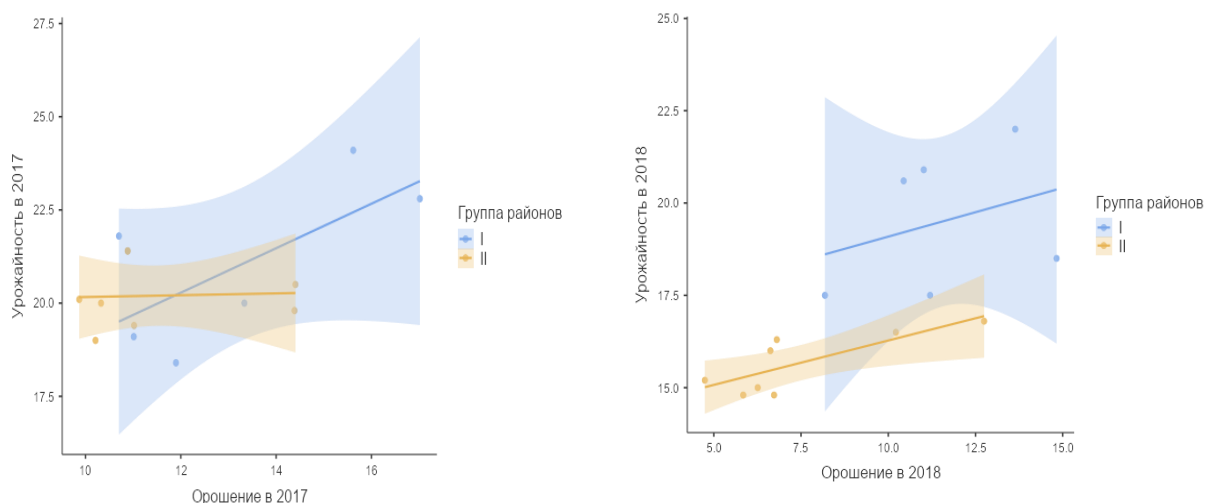 27.5
25.0
22.5
20.0
17.5
Урожайность в 2017
10
12
14
16
Орошение в 2017
Группа районов
I
II
25.0
22.5
20.0
17.5
15.0
Урожайность в 2018
5.0
7.5
10.0
12.5
15.0
Орошение в 2018
Группа районов
I
II